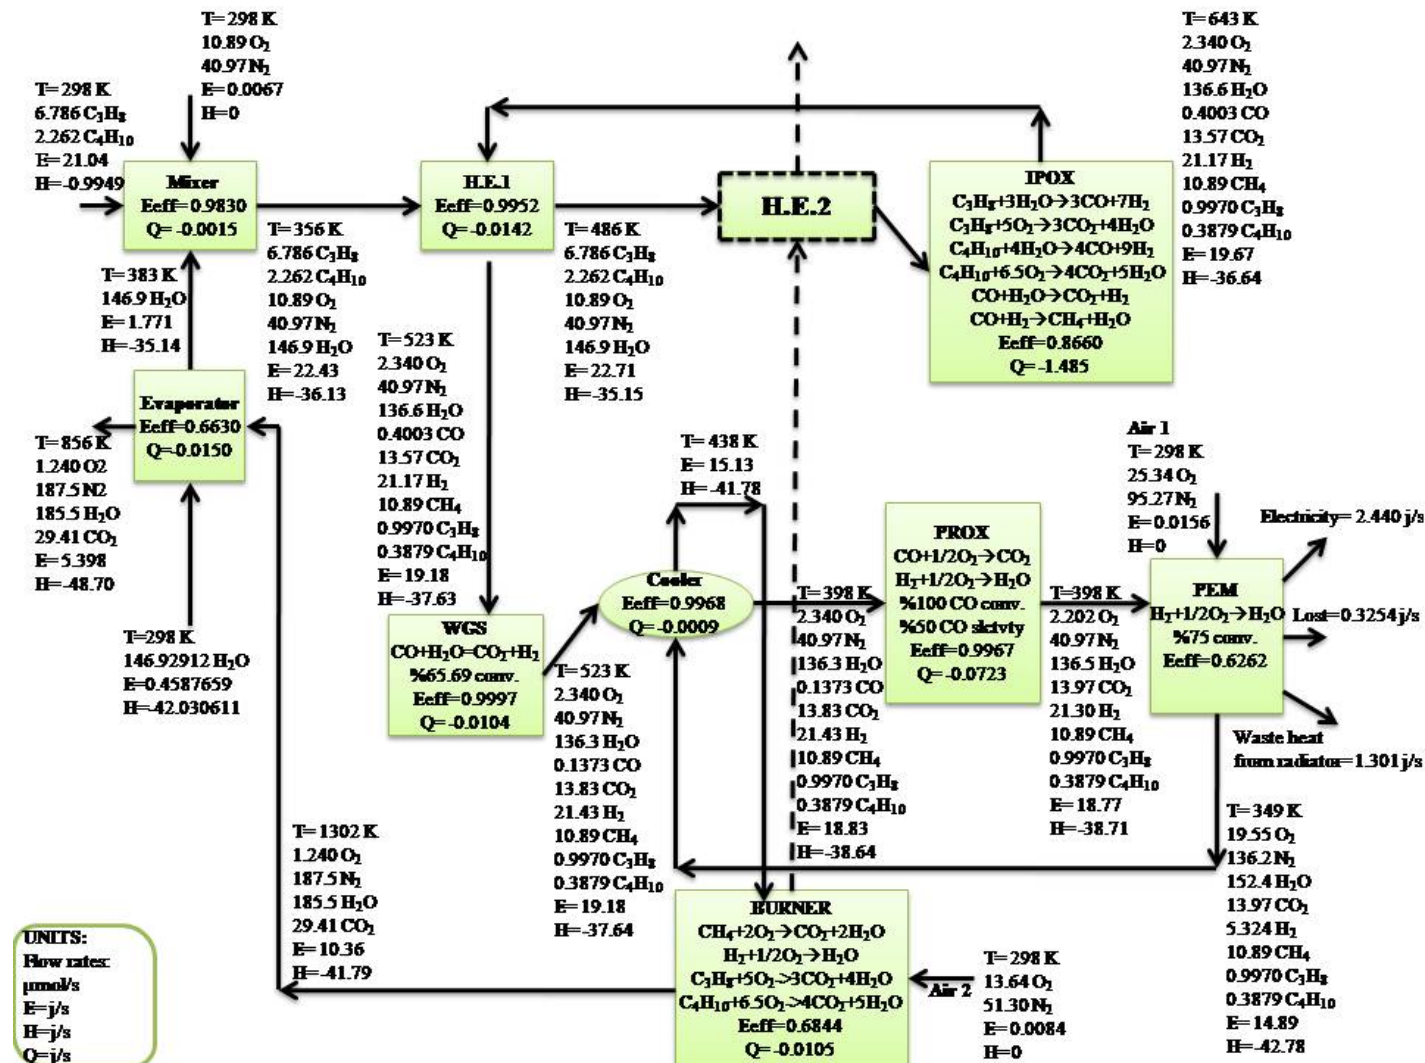 T= 298 K
10.89 O₂
40.97 N₂
E= 0.0067
H=0
T= 298 K
6.786 C₃H₈
2.262 C₄H₁₀
E= 21.04
H=-0.9949
Mixer
Eeff=0.9830
Q= -0.0015
H.E.1
Eeff=0.9952
Q= -0.0142
H.E.2
IPOX
C₃H₈+3H₂O→3CO+7H₂
C₃H₈+5O₂→3CO₂+4H₂O
C₄H₁₀+4H₂O→4CO+9H₂
C₄H₁₀+6.5O₂→4CO₂+5H₂O
CO+H₂O→CO₂+H₂
CO+H₂→CH₄+H₂O
Eeff=0.8660
Q= -1.485
T= 643 K
2.340 O₂
40.97 N₂
136.6 H₂O
0.4003 CO
13.57 CO₂
21.17 H₂
10.89 CH₄
0.9970 C₃H₈
0.3879 C₄H₁₀
E= 19.67
H= -36.64
T= 383 K
146.9 H₂O
E= 1.771
H=-35.14
T= 356 K
6.786 C₃H₈
2.262 C₄H₁₀
10.89 O₂
40.97 N₂
146.9 H₂O
E= 22.43
H= -36.13
T= 486 K
6.786 C₃H₈
2.262 C₄H₁₀
10.89 O₂
40.97 N₂
146.9 H₂O
E= 22.71
H=-35.15
T= 523 K
2.340 O₂
40.97 N₂
136.6 H₂O
0.4003 CO
13.57 CO₂
21.17 H₂
10.89 CH₄
0.9970 C₃H₈
0.3879 C₄H₁₀
E= 19.18
H= -37.63
Evaporator
Eeff=0.6630
Q=-0.0150
T= 856 K
1.240 O2
187.5 N2
185.5 H₂O
29.41 CO₂
E= 5.398
H= -48.70
T=298 K
146.92912 H₂O
E=0.4587659
H=-42.030611
T= 438 K
E= 15.13
H= -41.78
Cooler
Eeff=0.9968
Q= -0.0009
WGS
CO+H₂O=CO₂+H₂
%65.69 conv.
Eeff=0.9997
Q= -0.0104
T= 523 K
2.340 O₂
40.97 N₂
136.3 H₂O
0.1373 CO
13.83 CO₂
21.43 H₂
10.89 CH₄
0.9970 C₃H₈
0.3879 C₄H₁₀
E= 19.18
H= -37.64
T= 398 K
2.340 O₂
40.97 N₂
136.3 H₂O
0.1373 CO
13.83 CO₂
21.43 H₂
10.89 CH₄
0.9970 C₃H₈
0.3879 C₄H₁₀
E= 18.83
H= -38.64
PROX
CO+1/2O₂→CO₂
H₂+1/2O₂→H₂O
%100 CO conv.
%50 CO slctvty
Eeff=0.9967
Q= -0.0723
T= 398 K
2.202 O₂
40.97 N₂
136.5 H₂O
13.97 CO₂
21.30 H₂
10.89 CH₄
0.9970 C₃H₈
0.3879 C₄H₁₀
E= 18.77
H= -38.71
Air 1
T= 298 K
25.34 O₂
95.27 N₂
E= 0.0156
H=0
PEM
H₂+1/2O₂→H₂O
%75 conv.
Eeff=0.6262
Electricity= 2.440 j/s
Lost=0.3254 j/s
Waste heat
from radiator=1.301 j/s
T= 349 K
19.55 O₂
136.2 N₂
152.4 H₂O
13.97 CO₂
5.324 H₂
10.89 CH₄
0.9970 C₃H₈
0.3879 C₄H₁₀
E= 14.89
H= -42.78
T= 1302 K
1.240 O₂
187.5 N₂
185.5 H₂O
29.41 CO₂
E= 10.36
H= -41.79
BURNER
CH₄+2O₂→CO₂+2H₂O
H₂+1/2O₂→H₂O
C₃H₈+5O₂->3CO₂+4H₂O
C₄H₁₀+6.5O₂->4CO₂+5H₂O
Eeff=0.6844
Q= -0.0105
Air 2
T= 298 K
13.64 O₂
51.30 N₂
E= 0.0084
H=0
UNITS:
Flow rates:
µmol/s
E=j/s
H=j/s
Q=j/s